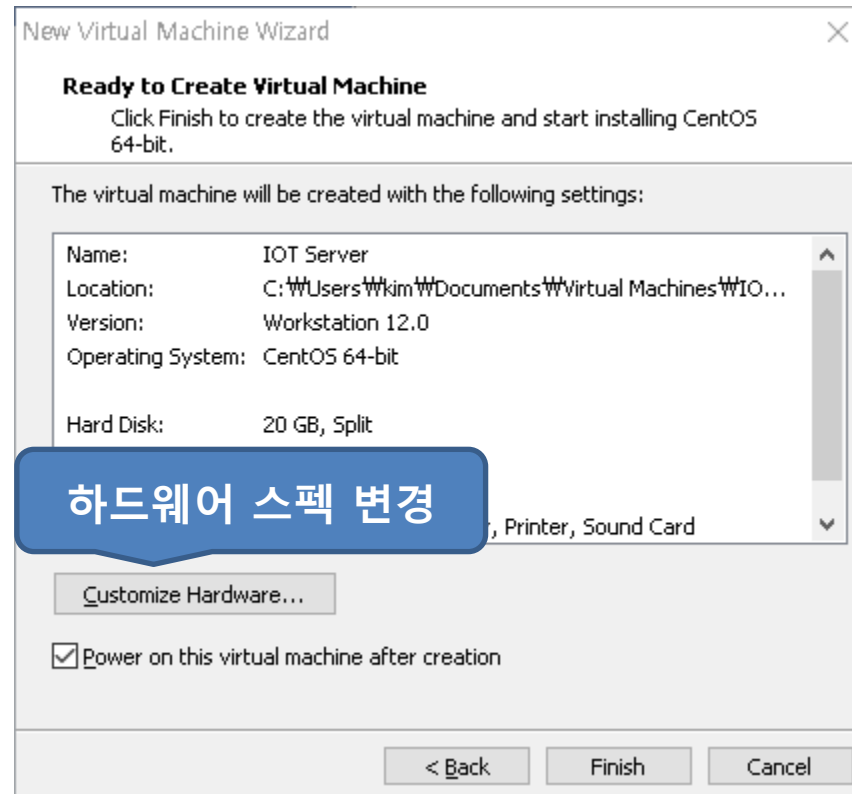 New Virtual Machine Wizard
Ready to Create Virtual Machine
Click Finish to create the virtual machine and start installing CentOS
64-bit.
The virtual machine will be created with the following settings:
Name: IOT Server
Location: C:₩Users₩kim₩Documents₩Virtual Machines₩IO...
Version: Workstation 12.0
Operating System: CentOS 64-bit
Hard Disk: 20 GB, Split
하드웨어 스펙 변경
, Printer, Sound Card
Customize Hardware...
Power on this virtual machine after creation
< Back Finish Cancel